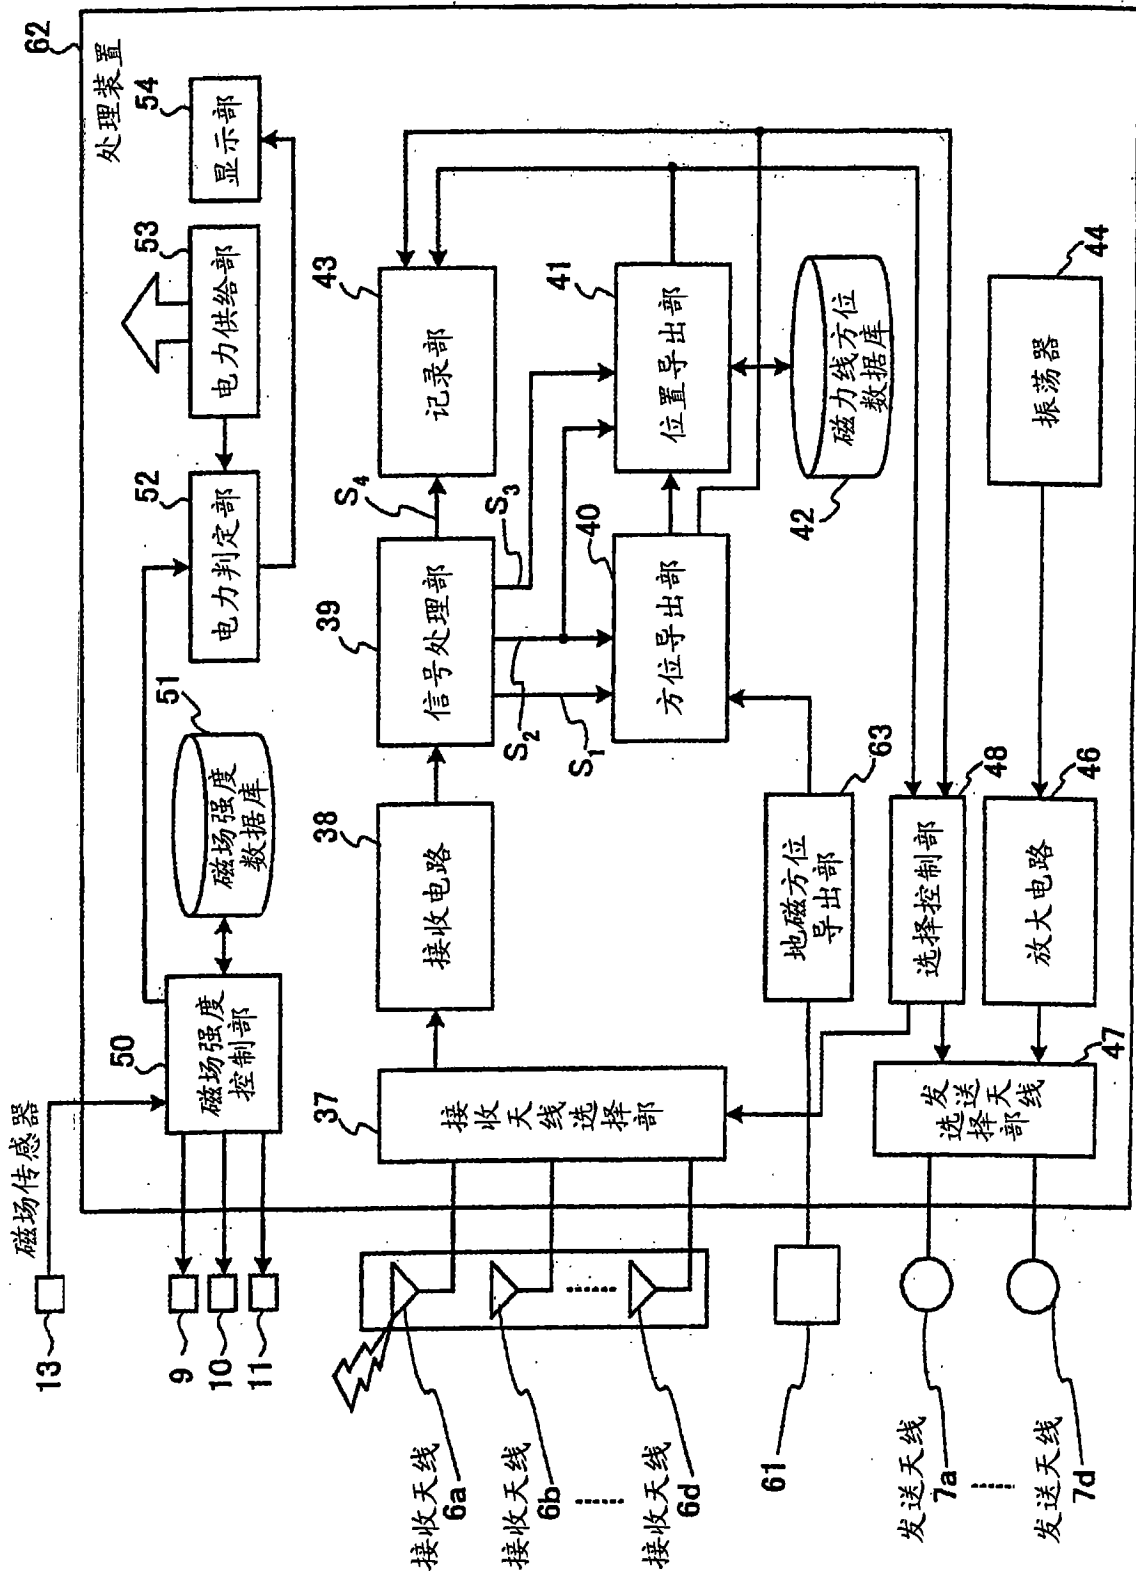 62
处理装置
磁场传感器
13
9
10
11
50
磁场强度
控制部
51
磁场强度
数据库
52
电力判定部
53
电力供给部
54
显示部
接收天线
6a
接收天线
6b
接收天线
6d
37
接收天线选择部
38
接收电路
39
信号处理部
S4
S3
S2
S1
43
记录部
40
方位导出部
41
位置导出部
42
磁力线方位
数据库
61
63
地磁方位
导出部
发送天线
7a
发送天线
7d
47
发送天线
选择部
48
选择控制部
46
放大电路
44
振荡器